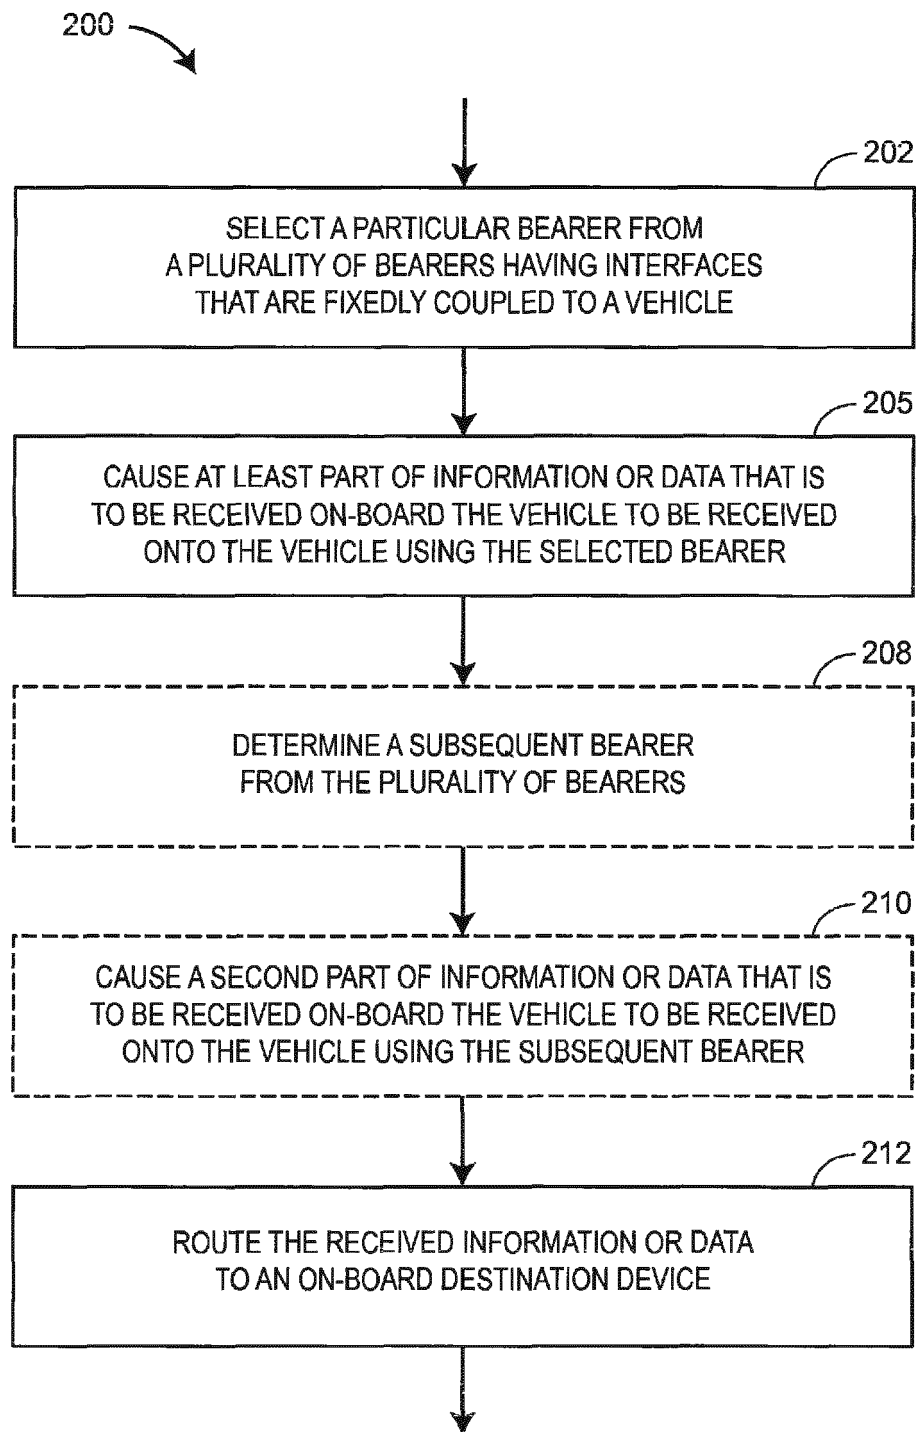 200
202
SELECT A PARTICULAR BEARER FROM
A PLURALITY OF BEARERS HAVING INTERFACES
THAT ARE FIXEDLY COUPLED TO A VEHICLE
205
CAUSE AT LEAST PART OF INFORMATION OR DATA THAT IS
TO BE RECEIVED ON-BOARD THE VEHICLE TO BE RECEIVED
ONTO THE VEHICLE USING THE SELECTED BEARER
208
DETERMINE A SUBSEQUENT BEARER
FROM THE PLURALITY OF BEARERS
210
CAUSE A SECOND PART OF INFORMATION OR DATA THAT IS
TO BE RECEIVED ON-BOARD THE VEHICLE TO BE RECEIVED
ONTO THE VEHICLE USING THE SUBSEQUENT BEARER
212
ROUTE THE RECEIVED INFORMATION OR DATA
TO AN ON-BOARD DESTINATION DEVICE